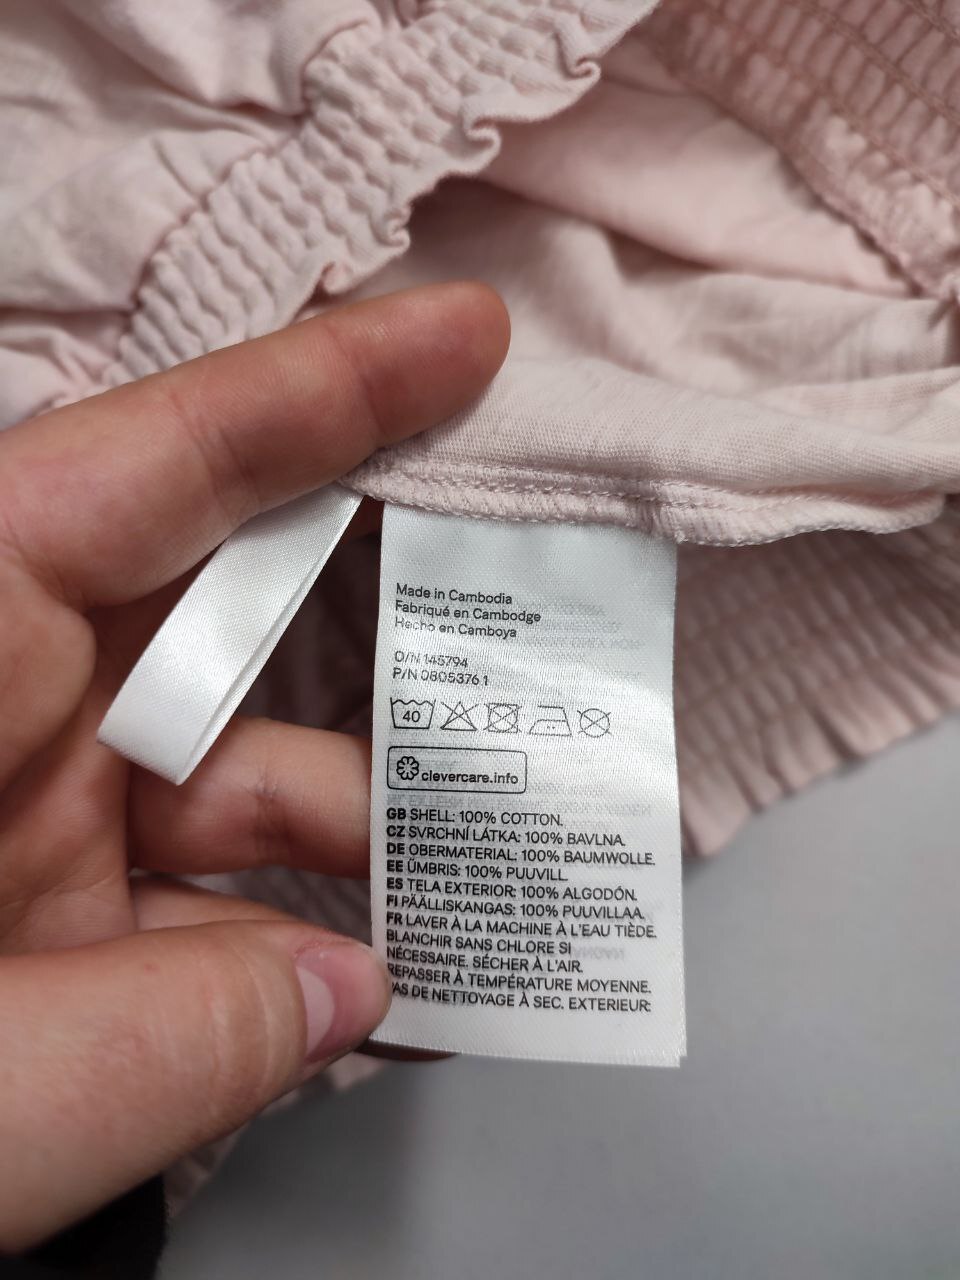 Made in Cambodia
Fabriqué en Cambodge
Hecho en Camboya
O/N 145794
P/N 0805376 1
40
clevercare.info
GB SHELL: 100% COTTON.
CZ SVRCHNÍ LÁTKA: 100% BAVLNA.
DE OBERMATERIAL: 100% BAUMWOLLE.
EE ÜMBRIS: 100% PUUVILL.
ES TELA EXTERIOR: 100% ALGODÓN.
FI PÄÄLLISKANGAS: 100% PUUVILLAA.
FR LAVER À LA MACHINE À L'EAU TIÈDE.
BLANCHIR SANS CHLORE SI
NÉCESSAIRE. SÉCHER À L'AIR.
REPASSER À TEMPÉRATURE MOYENNE.
PAS DE NETTOYAGE À SEC. EXTERIEUR: